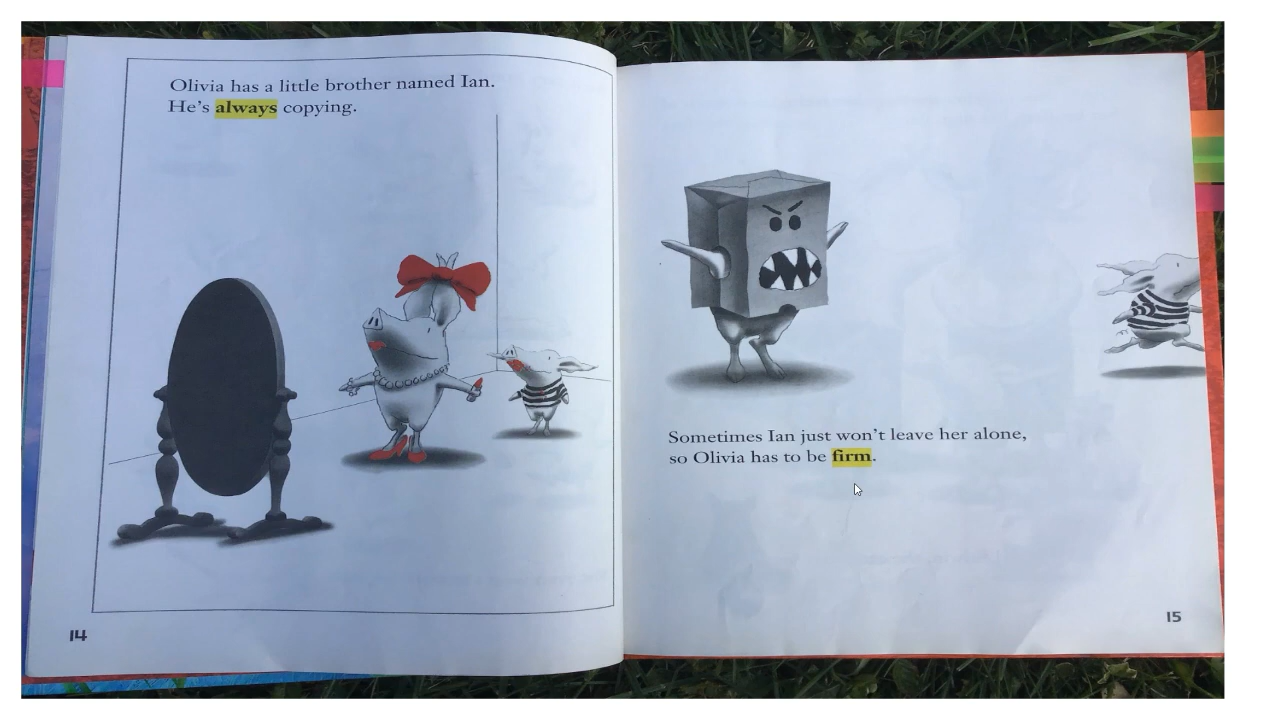 Olivia has a little brother named Ian.
He's always copying.
14
Sometimes Ian just won't leave her alone,
so Olivia has to be firm.
15